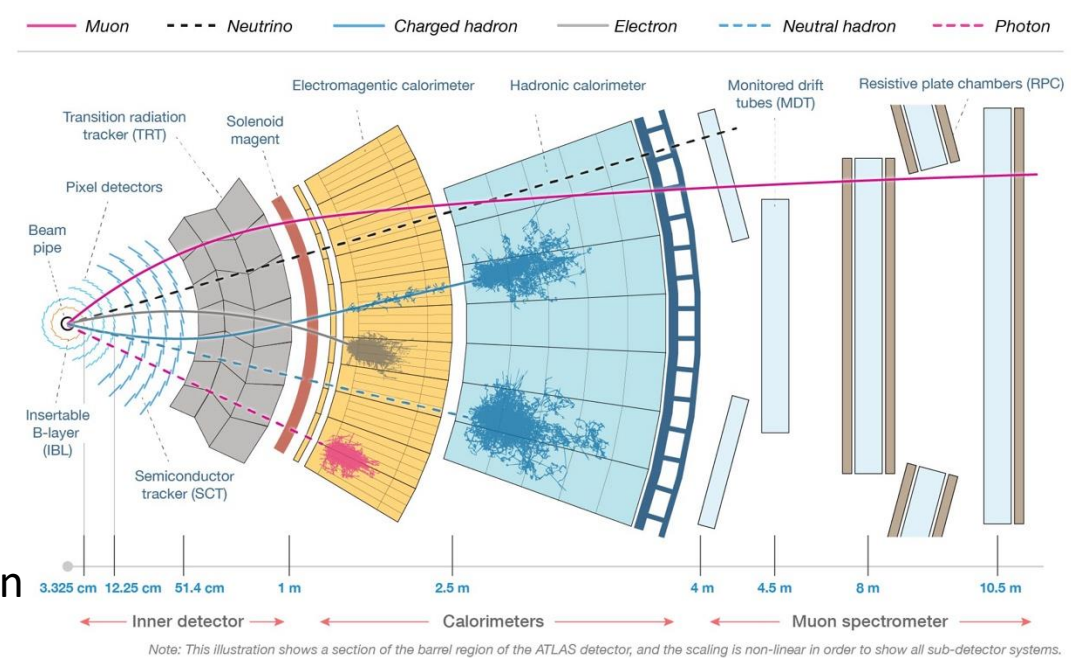 Muon Neutrino Charged hadron Electron Neutral hadron Photon
Electromagentic calorimeter
Hadronic calorimeter
Monitored drift
tubes (MDT)
Resistive plate chambers (RPC)
Transition radiation
tracker (TRT)
Solenoid
magent
Pixel detectors
Beam
pipe
Insertable
B-layer
(IBL)
Semiconductor
tracker (SCT)
n
3.325 cm 12.25 cm 51.4 cm 1 m 2.5 m 4 m 4.5 m 8 m 10.5 m
Inner detector Calorimeters Muon spectrometer
Note: This illustration shows a section of the barrel region of the ATLAS detector, and the scaling is non-linear in order to show all sub-detector systems.